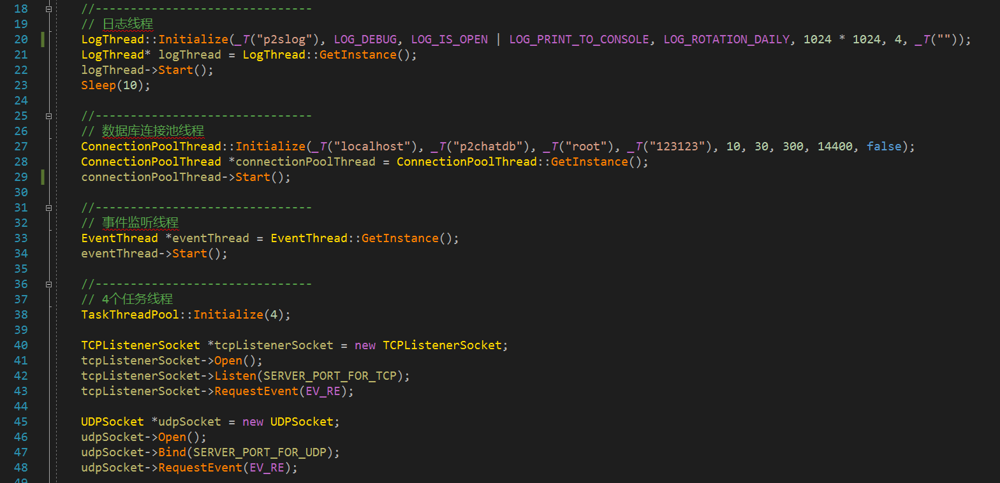 18 //-------------------------------
19 // 日志线程
20 LogThread::Initialize(_T("p2slog"), LOG_DEBUG, LOG_IS_OPEN | LOG_PRINT_TO_CONSOLE, LOG_ROTATION_DAILY, 1024 * 1024, 4, _T(""));
21 LogThread* logThread = LogThread::GetInstance();
22 logThread->Start();
23 Sleep(10);
24
25 //-------------------------------
26 // 数据库连接池线程
27 ConnectionPoolThread::Initialize(_T("localhost"), _T("p2chatdb"), _T("root"), _T("123123"), 10, 30, 300, 14400, false);
28 ConnectionPoolThread *connectionPoolThread = ConnectionPoolThread::GetInstance();
29 connectionPoolThread->Start();
30
31 //-------------------------------
32 // 事件监听线程
33 EventThread *eventThread = EventThread::GetInstance();
34 eventThread->Start();
35
36 //-------------------------------
37 // 4个任务线程
38 TaskThreadPool::Initialize(4);
39
40 TCPListenerSocket *tcpListenerSocket = new TCPListenerSocket;
41 tcpListenerSocket->Open();
42 tcpListenerSocket->Listen(SERVER_PORT_FOR_TCP);
43 tcpListenerSocket->RequestEvent(EV_RE);
44
45 UDPSocket *udpSocket = new UDPSocket;
46 udpSocket->Open();
47 udpSocket->Bind(SERVER_PORT_FOR_UDP);
48 udpSocket->RequestEvent(EV_RE);
49